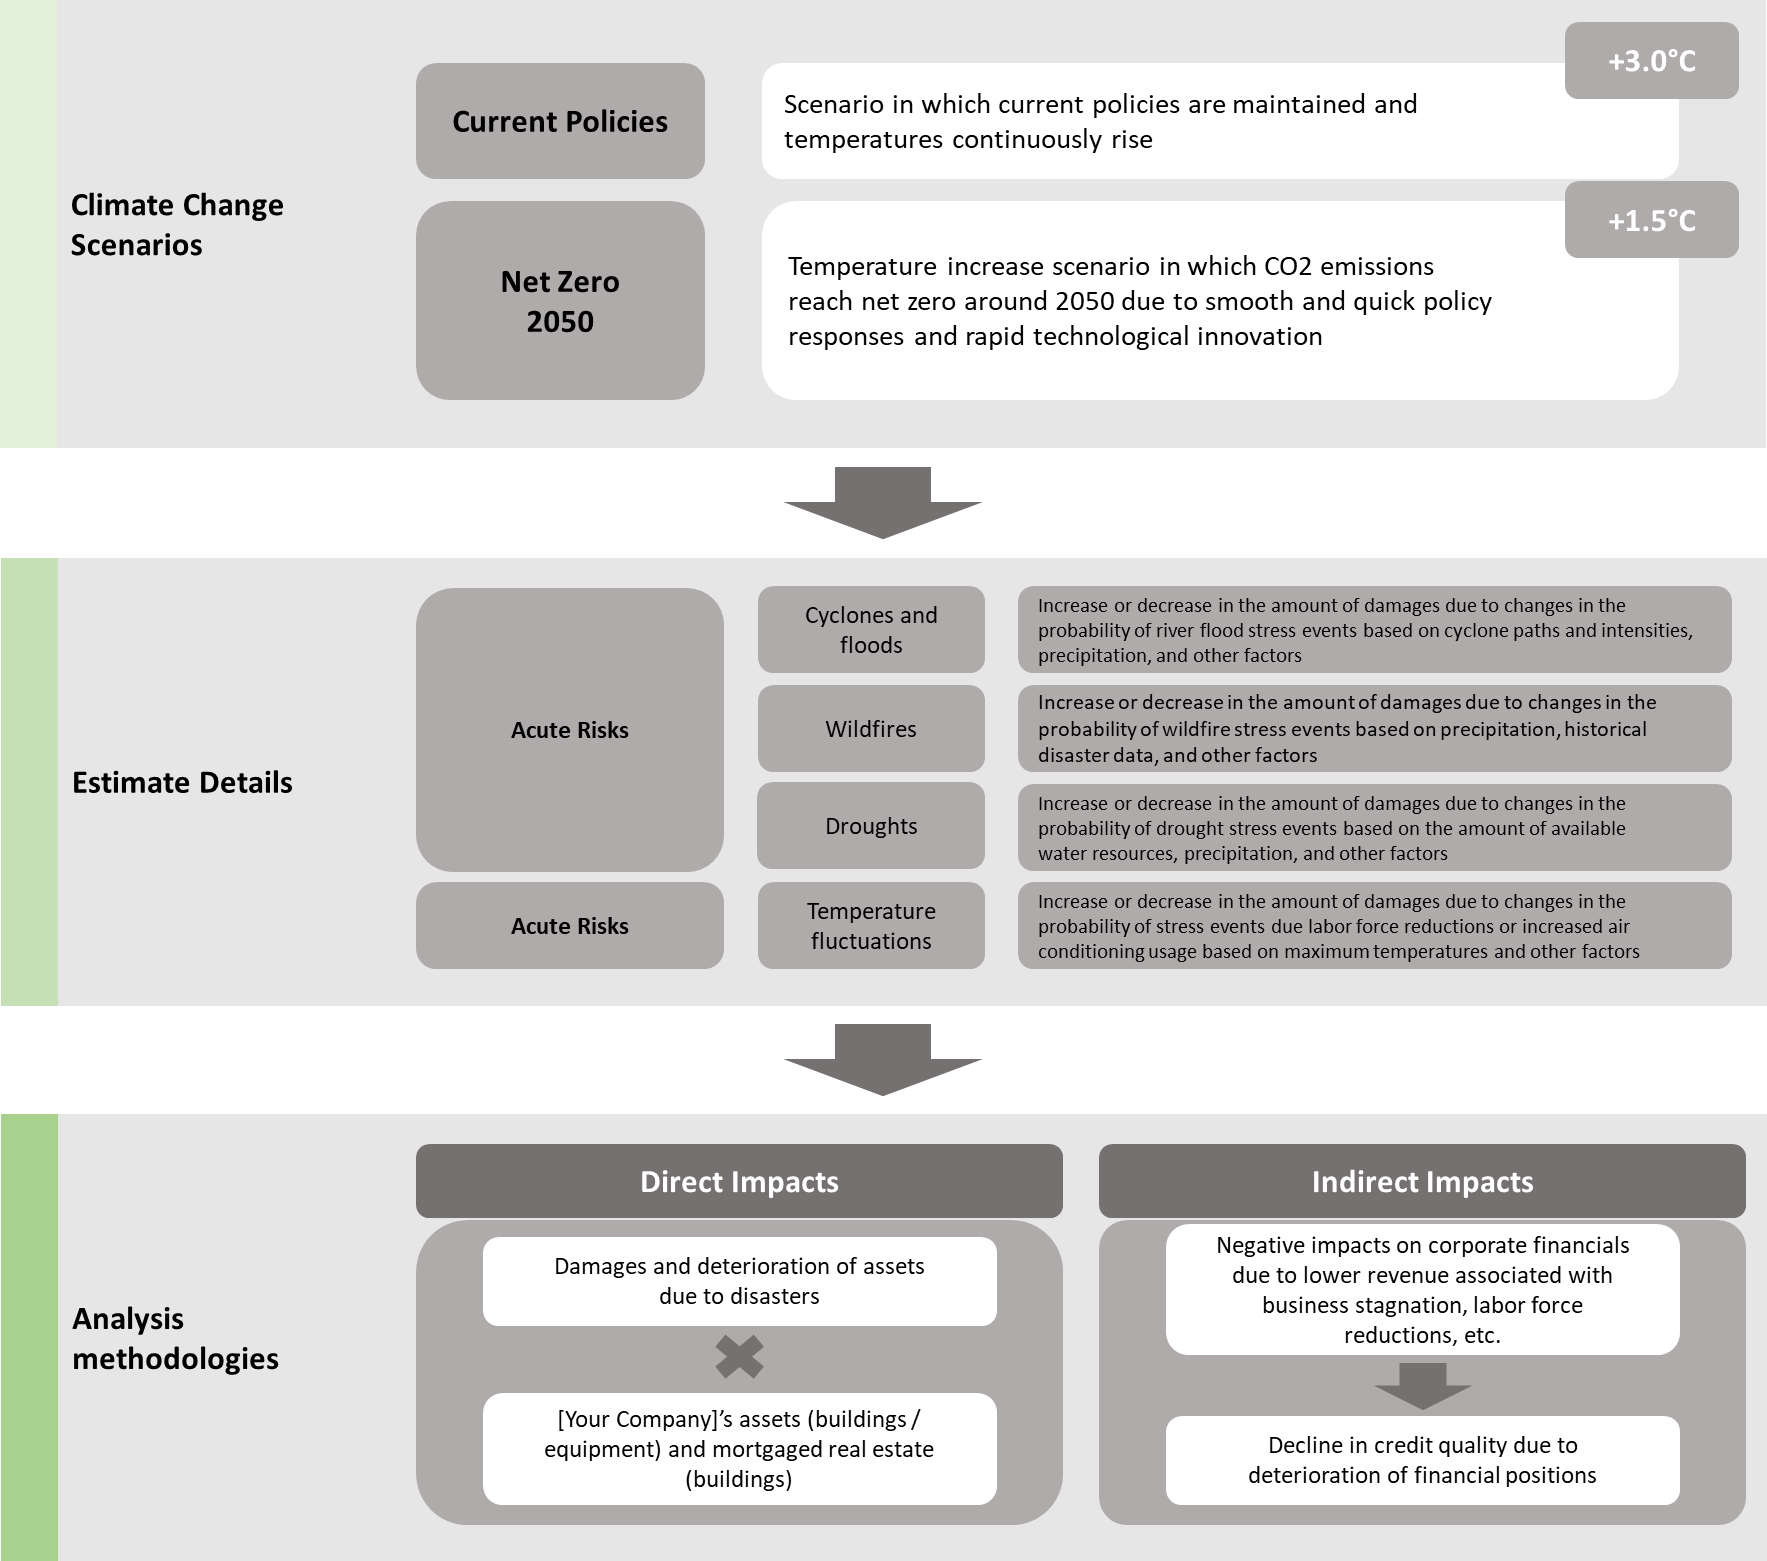 +3.0°C
Current Policies
Scenario in which current policies are maintained and
temperatures continuously rise
Climate Change
Scenarios
+1.5°C
Net Zero
2050
Temperature increase scenario in which CO2 emissions
reach net zero around 2050 due to smooth and quick policy
responses and rapid technological innovation
Estimate Details
Acute Risks
Cyclones and
floods
Increase or decrease in the amount of damages due to changes in the
probability of river flood stress events based on cyclone paths and intensities,
precipitation, and other factors
Wildfires
Increase or decrease in the amount of damages due to changes in the
probability of wildfire stress events based on precipitation, historical
disaster data, and other factors
Droughts
Increase or decrease in the amount of damages due to changes in the
probability of drought stress events based on the amount of available
water resources, precipitation, and other factors
Acute Risks
Temperature
fluctuations
Increase or decrease in the amount of damages due to changes in the
probability of stress events due labor force reductions or increased air
conditioning usage based on maximum temperatures and other factors
Analysis
methodologies
Direct Impacts
Damages and deterioration of assets
due to disasters
[Your Company]’s assets (buildings /
equipment) and mortgaged real estate
(buildings)
Indirect Impacts
Negative impacts on corporate financials
due to lower revenue associated with
business stagnation, labor force
reductions, etc.
Decline in credit quality due to
deterioration of financial positions